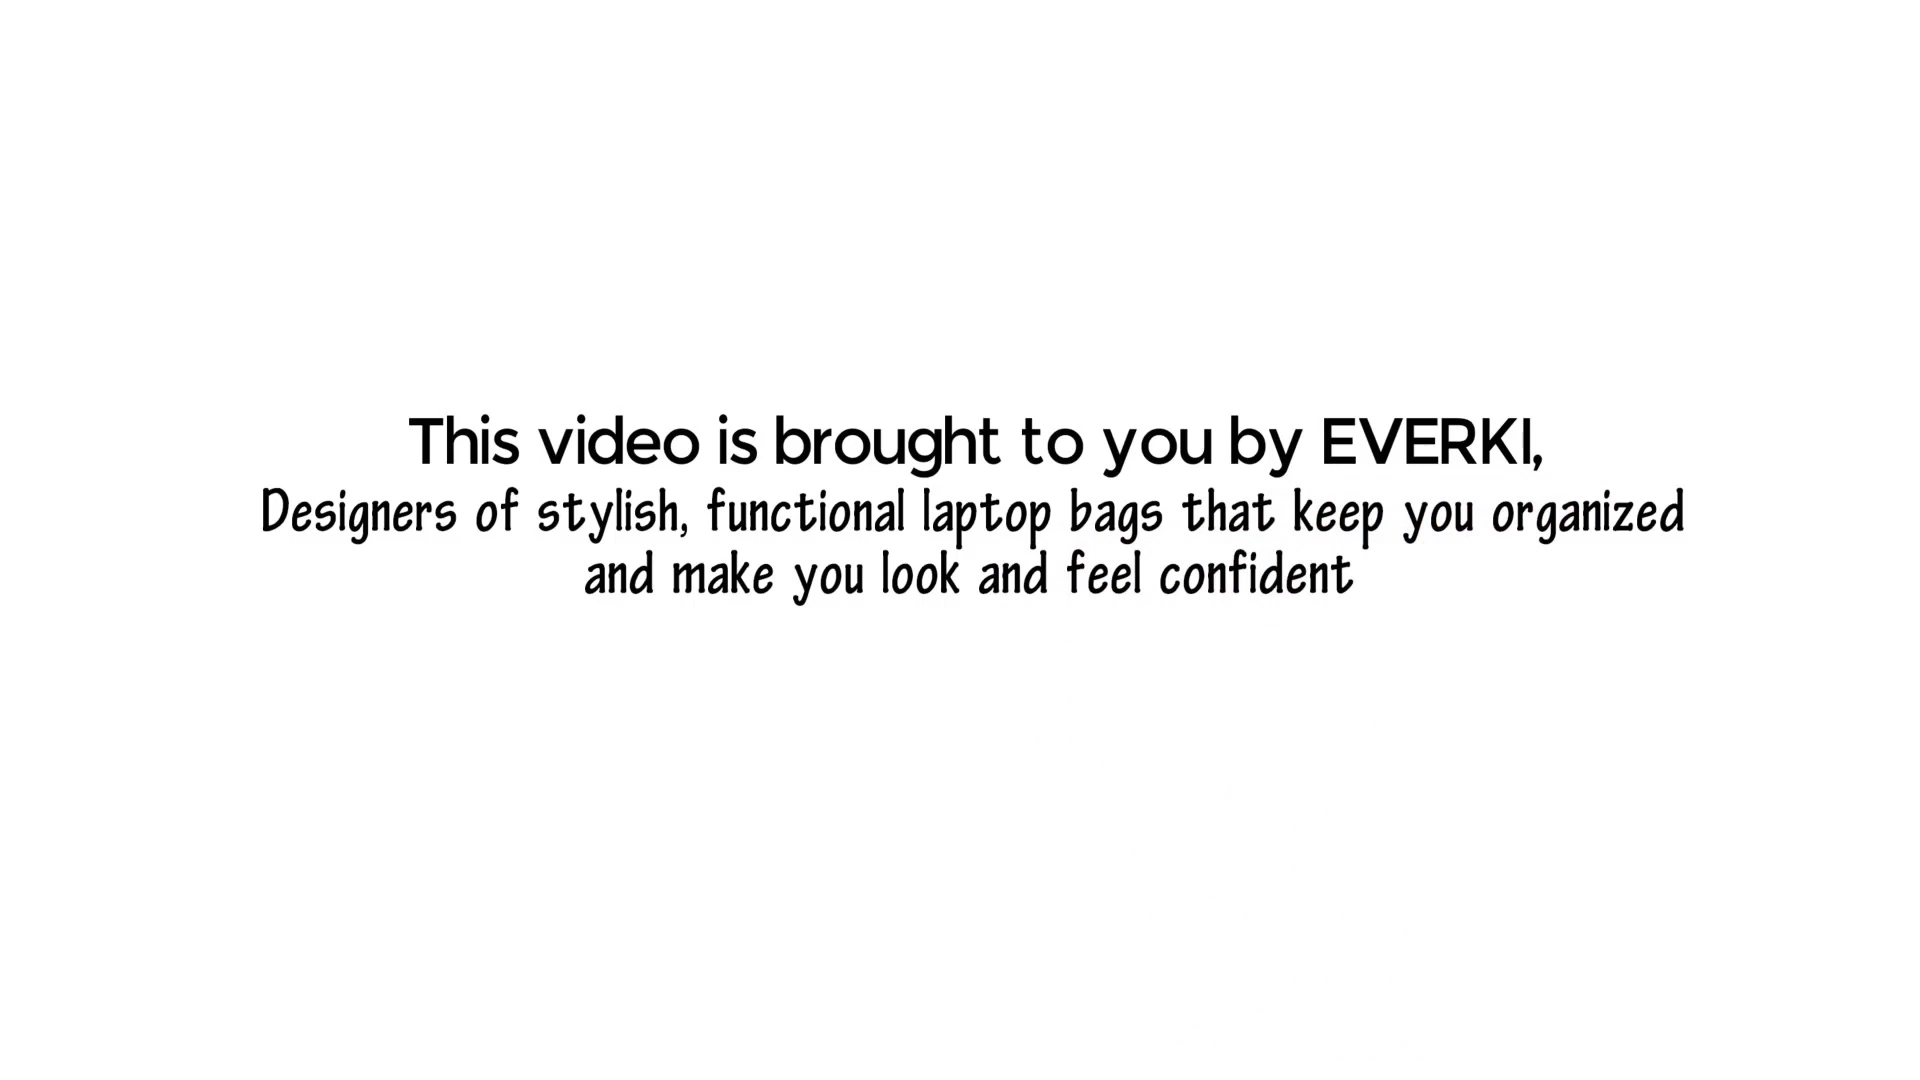 This video is brought to you by EVERKI,
Designers of stylish, functional laptop bags that keep you organized
and make you look and feel confident